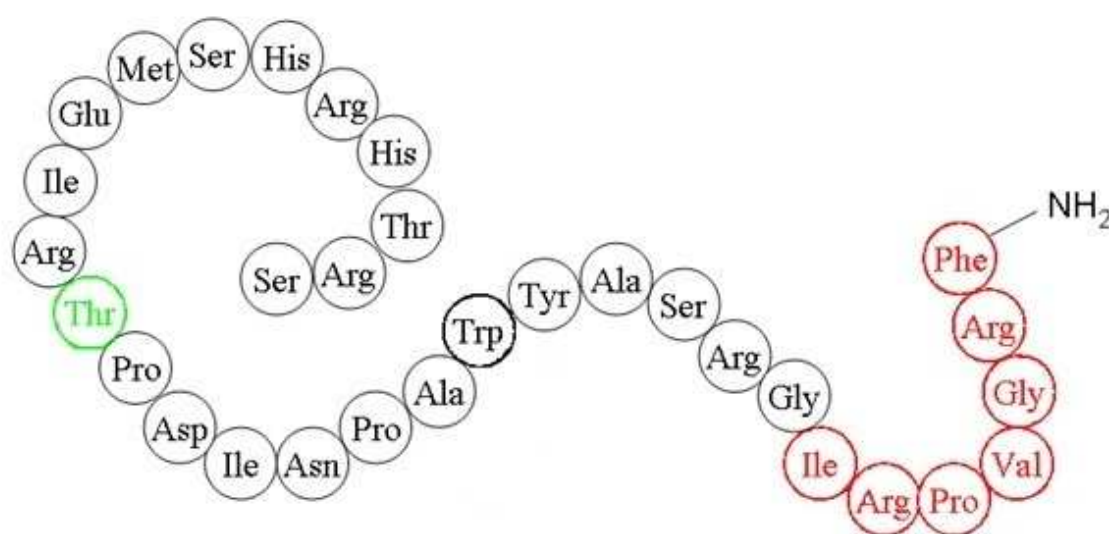 Ser
Arg
Thr
His
Arg
His
Ser
Met
Glu
Ile
Arg
Thr
Pro
Asp
Ile
Asn
Pro
Ala
Trp
Tyr
Ala
Ser
Arg
Gly
Ile
Arg
Pro
Val
Gly
Arg
Phe
NH₂